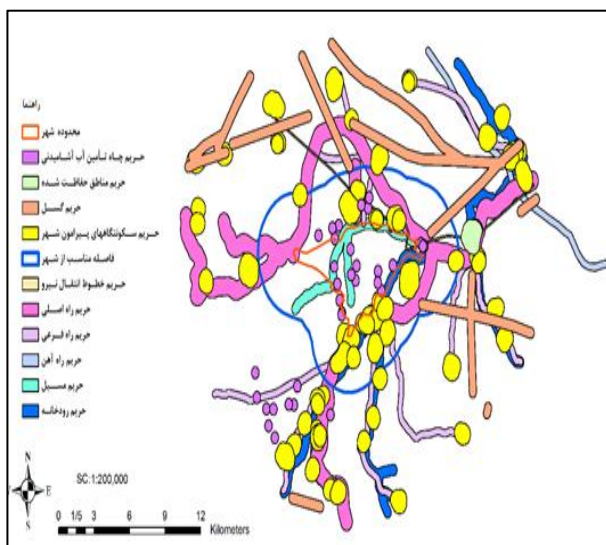 راهنما
محدوده شهر
حریم چاه تأمین آب آشامیدنی
حریم مناطق حفاظت شده
حریم گسل
حریم سکونتگاههای پیرامون شهر
فاصله مناسب از شهر
حریم خطوط انتقال نیرو
حریم راه اصلی
حریم راه فرعی
حریم راه آهن
حریم مسیل
حریم رودخانه
N
W E
S
SC:1:200,000
0 1/5 3 6 9 12
Kilometers